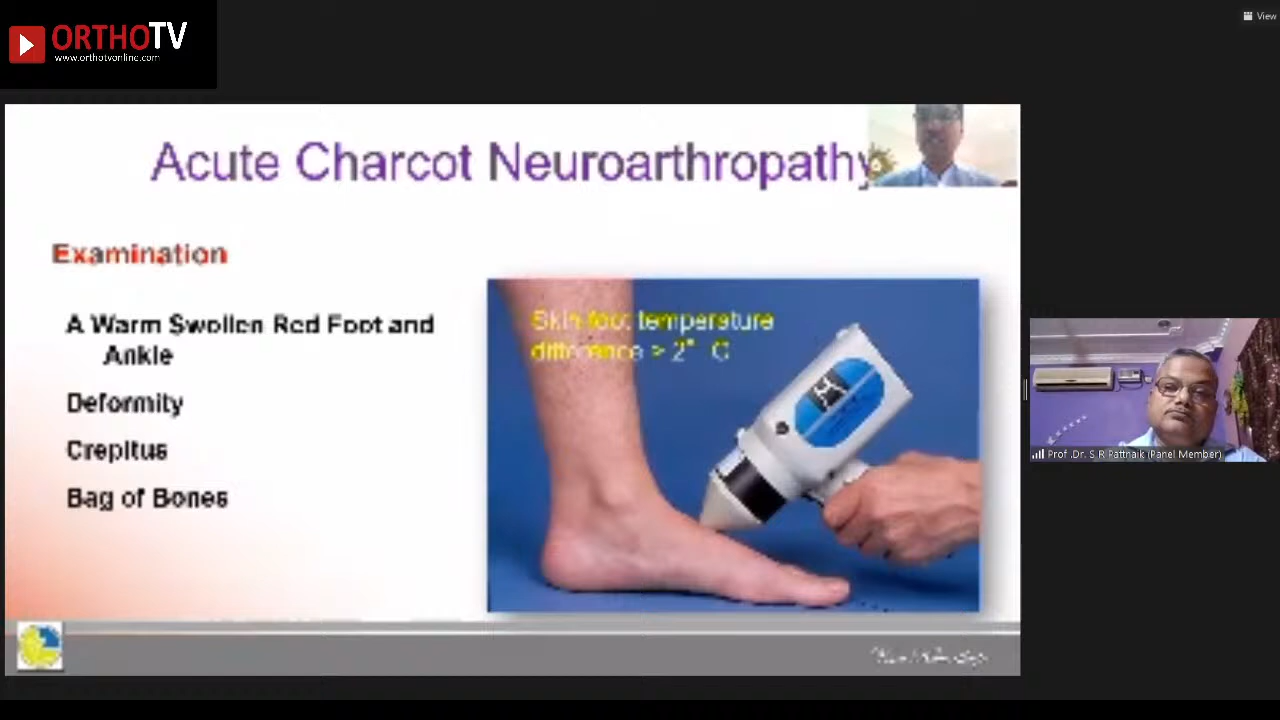 ORTHOTV
www.orthotvonline.com
View
Acute Charcot Neuroarthropathy
Examination
A Warm Swollen Red Foot and
Ankle
Deformity
Crepitus
Bag of Bones
Skin foot temperature
difference > 2° C
Prof .Dr. S R Pattnaik (Panel Member)